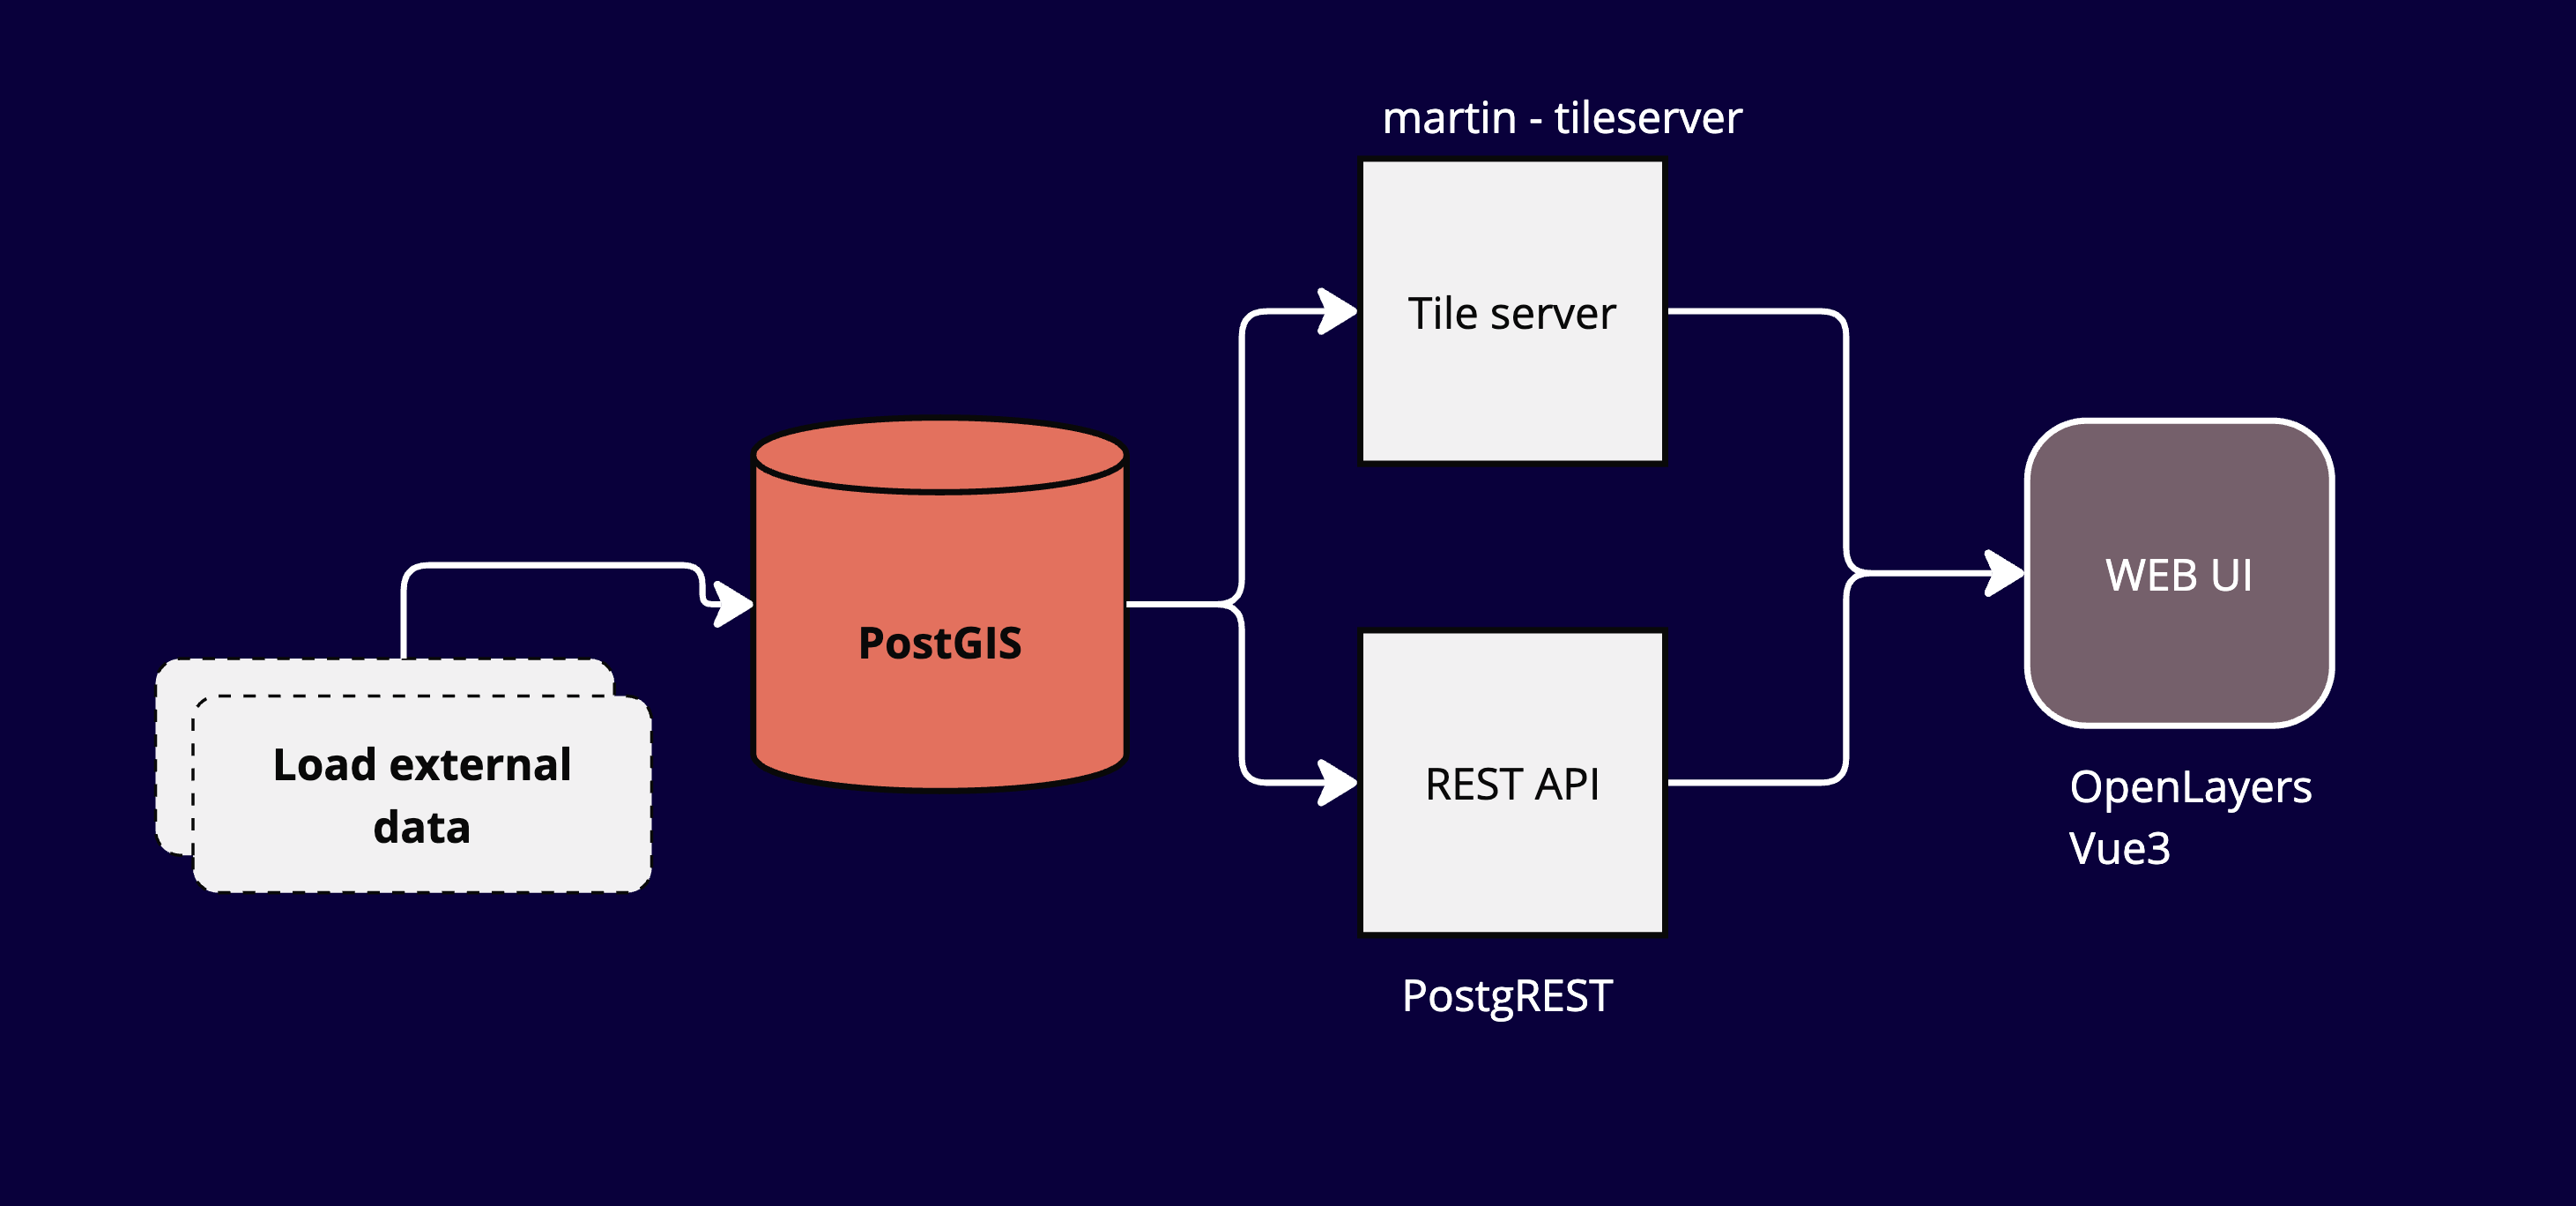 martin - tileserver
Tile server
PostGIS
Load external
data
REST API
PostgREST
WEB UI
OpenLayers
Vue3